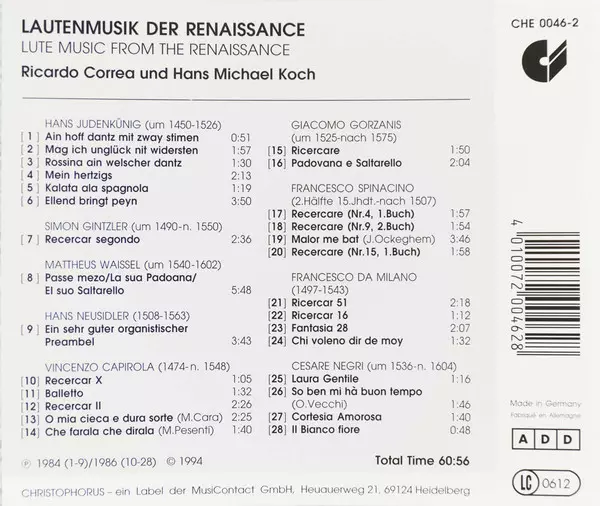 LAUTENMUSIK DER RENAISSANCE
LUTE MUSIC FROM THE RENAISSANCE
Ricardo Correa und Hans Michael Koch
CHE 0046-2
HANS JUDENKÜNIG (um 1450-1526)
[ 1 ] Ain hoff dantz mit zway stimen 0:51
[ 2 ] Mag ich unglück nit widersten 1:57
[ 3 ] Rossina ain welscher dantz 1:30
[ 4 ] Mein hertzigs 2:13
[ 5 ] Kalata ala spagnola 1:19
[ 6 ] Ellend bringt peyn 3:50
SIMON GINTZLER (um 1490-n. 1550)
[ 7 ] Recercar segondo 2:36
MATTHEUS WAISSEL (um 1540-1602)
[ 8 ] Passe mezo/La sua Padoana/
El suo Saltarello 5:48
HANS NEUSIDLER (1508-1563)
[ 9 ] Ein sehr guter organistischer
Preambel 3:43
VINCENZO CAPIROLA (1474-n. 1548)
[10] Recercar X 1:05
[11] Balletto 1:32
[12] Recercar II 2:26
[13] O mia cieca e dura sorte (M.Cara) 2:25
[14] Che farala che dirala (M.Pesenti) 1:40
GIACOMO GORZANIS
(um 1525-nach 1575)
[15] Ricercare 1:50
[16] Padovana e Saltarello 2:04
FRANCESCO SPINACINO
(2.Hälfte 15.Jhdt.-nach 1507)
[17] Recercare (Nr.4, 1.Buch) 1:57
[18] Recercare (Nr.9, 2.Buch) 1:54
[19] Malor me bat (J.Ockeghem) 3:46
[20] Recercare (Nr.15, 1.Buch) 1:58
FRANCESCO DA MILANO
(1497-1543)
[21] Ricercar 51 2:18
[22] Ricercar 16 1:12
[23] Fantasia 28 2:07
[24] Chi voleno dir de moy 1:32
CESARE NEGRI (um 1536-n. 1604)
[25] Laura Gentile 1:16
[26] So ben mi hà buon tempo
(O.Vecchi) 1:46
[27] Cortesia Amorosa 1:40
[28] Il Bianco fiore 0:48
℗ 1984 (1-9)/1986 (10-28) © 1994
Total Time 60:56
CHRISTOPHORUS - ein Label der MusiContact GmbH, Heuauerweg 21, 69124 Heidelberg
4 010072 004628
Made in Germany
Fabriqué en Allemagne
A D D
LC 0612